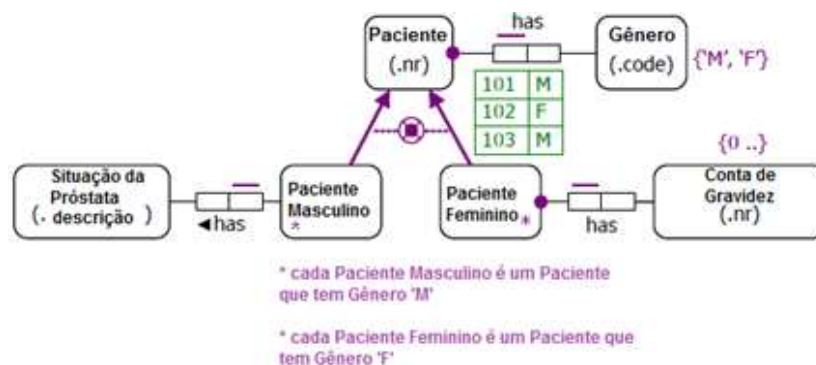 has
Paciente
(.nr)
Gênero
(.code)
{'M', 'F'}
101 M
102 F
103 M
{0 ..}
Situação da
Próstata
(. descrição )
◄has
Paciente
Masculino
*
Paciente
Feminino *
has
Conta de
Gravidez
(.nr)
* cada Paciente Masculino é um Paciente
que tem Gênero 'M'
* cada Paciente Feminino é um Paciente que
tem Gênero 'F'